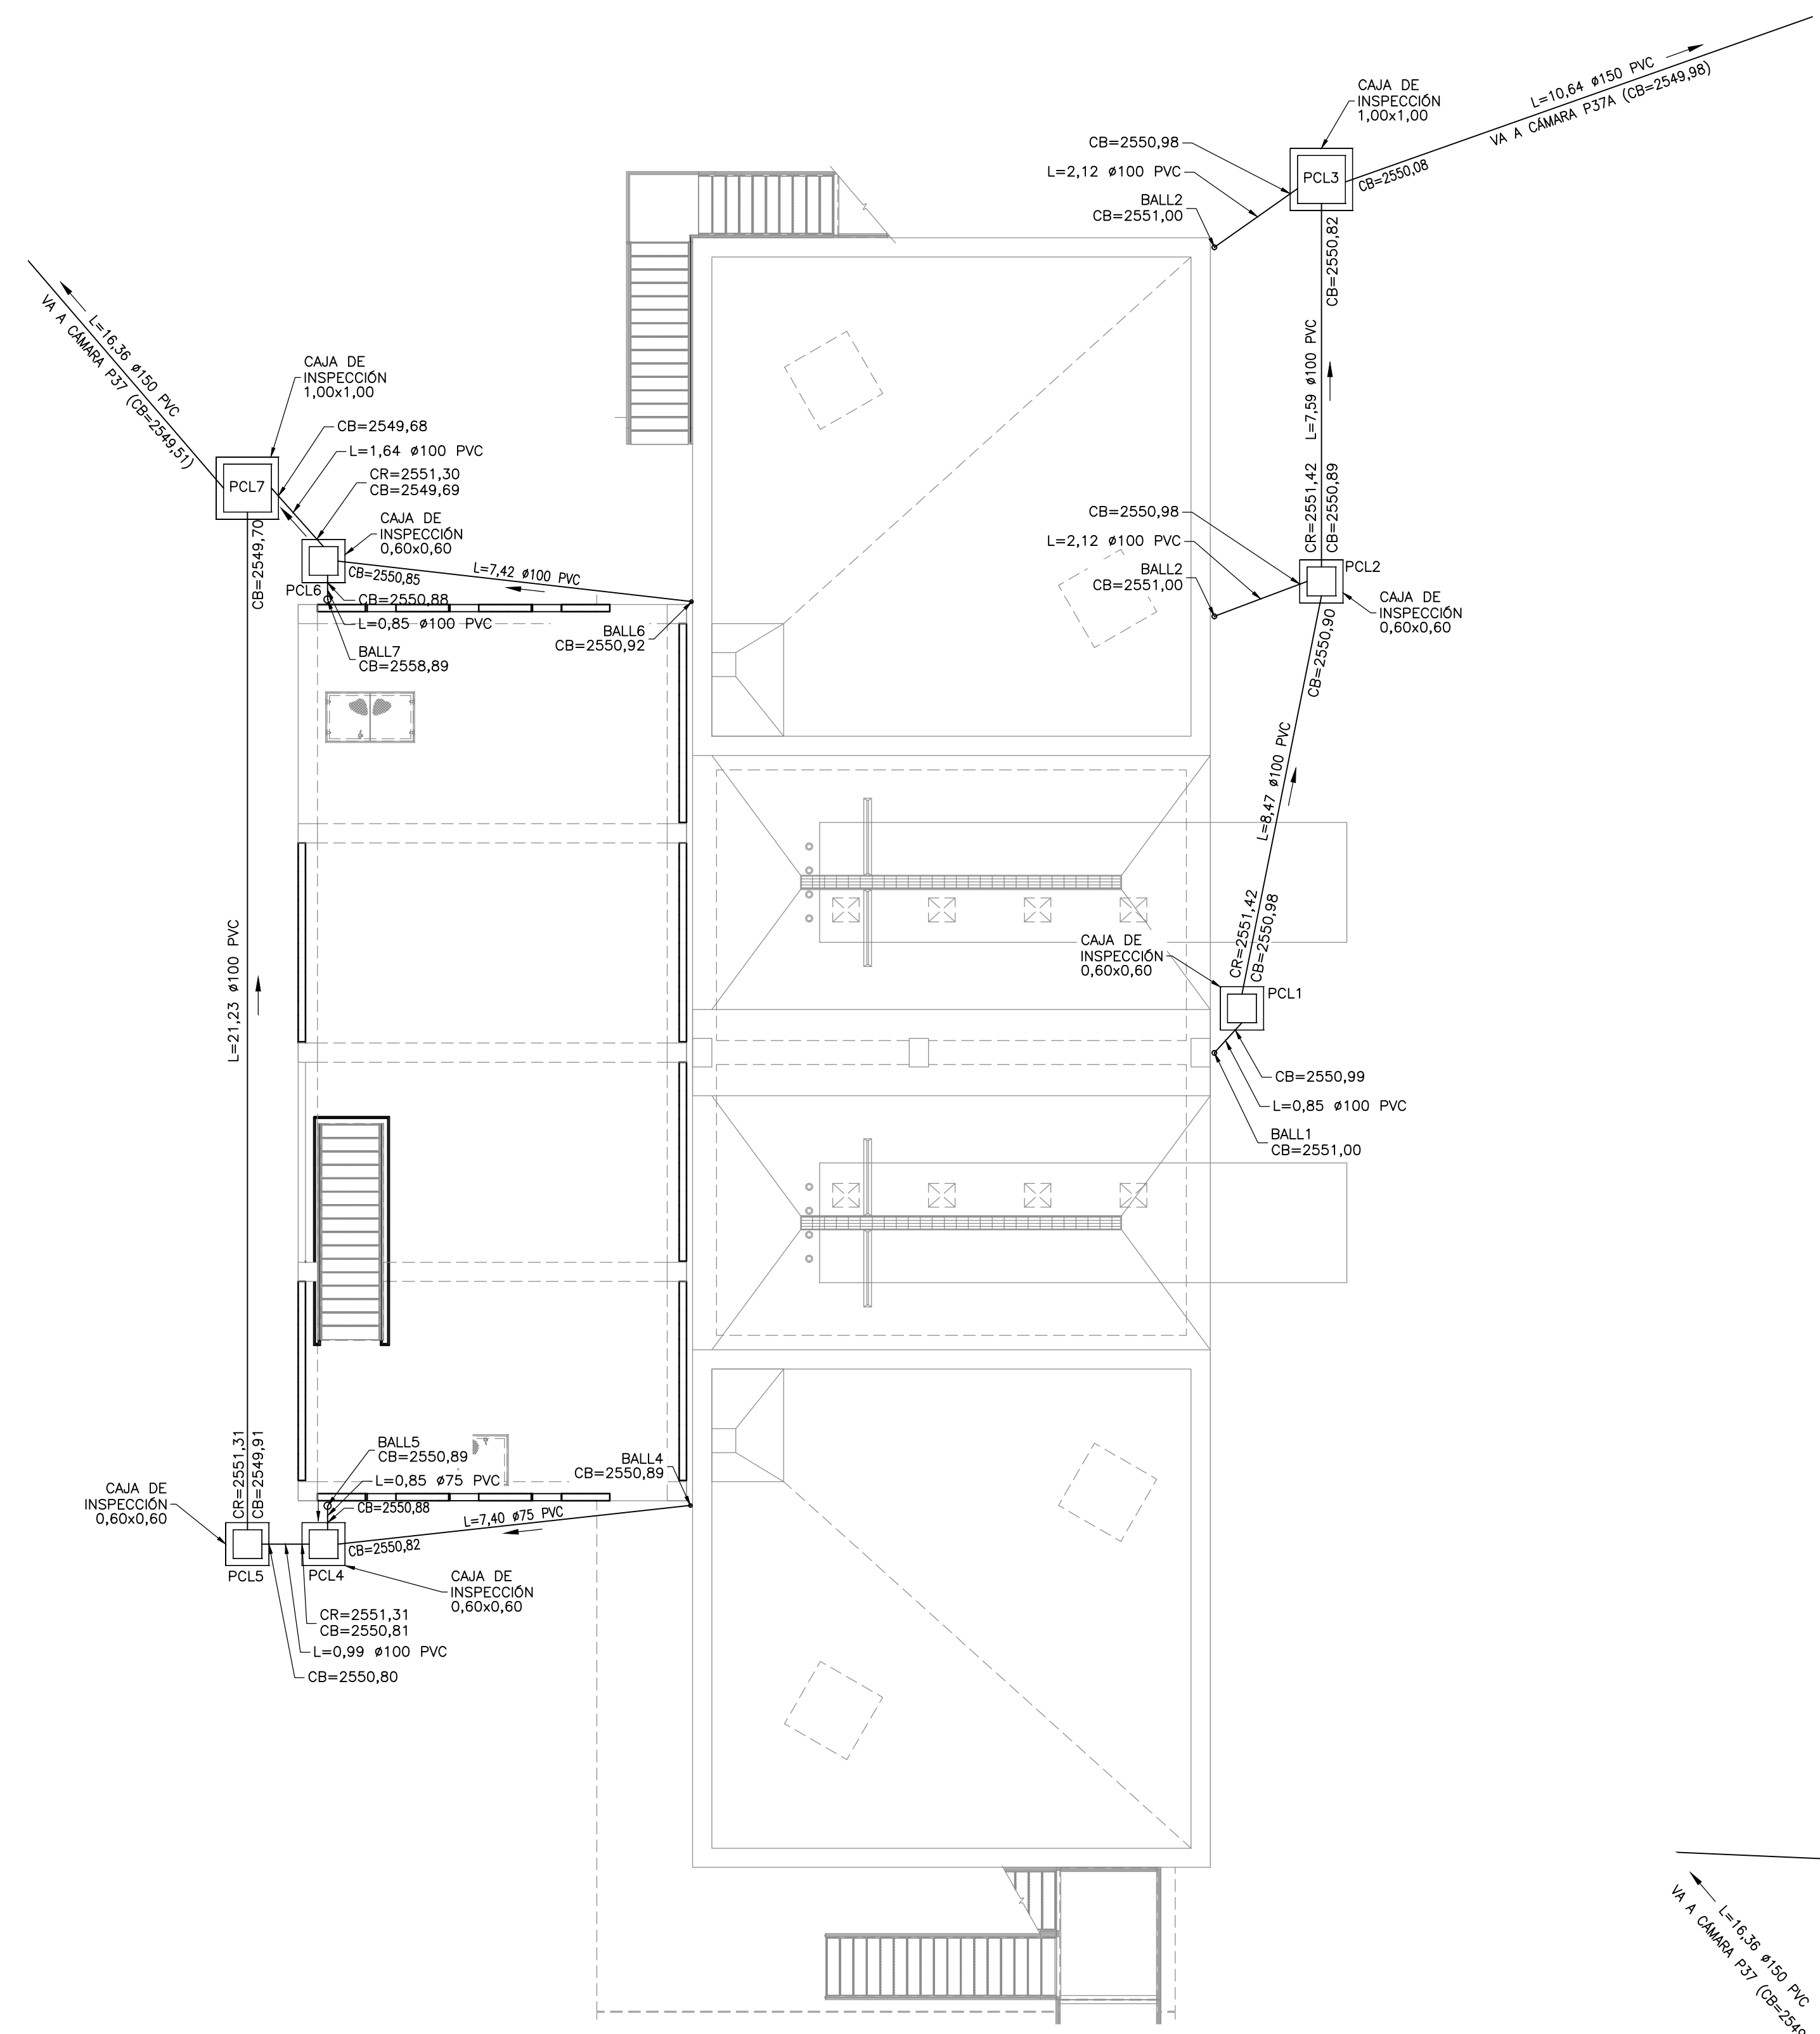 L=10,64 ø150 PVC
VA A CÁMARA P37A (CB=2549,98)
CAJA DE
INSPECCIÓN
1,00x1,00
CB=2550,98
L=2,12 ø100 PVC
BALL2
CB=2551,00
PCL3
CB=2550,08
CB=2550,82
L=7,59 ø100 PVC
CR=2551,42
CB=2550,89
L=16,36 ø150 PVC
VA A CÁMARA P37 (CB=2549,51)
CAJA DE
INSPECCIÓN
1,00x1,00
CB=2549,68
L=1,64 ø100 PVC
CR=2551,30
CB=2549,69
PCL7
CAJA DE
INSPECCIÓN
0,60x0,60
CB=2549,70
CB=2550,85
L=7,42 ø100 PVC
PCL6
CB=2550,88
L=0,85 ø100 PVC
BALL7
CB=2558,89
BALL6
CB=2550,92
CB=2550,98
L=2,12 ø100 PVC
BALL2
CB=2551,00
PCL2
CAJA DE
INSPECCIÓN
0,60x0,60
CB=2550,90
L=8,47 ø100 PVC
CR=2551,42
CB=2550,98
CAJA DE
INSPECCIÓN
0,60x0,60
PCL1
CB=2550,99
L=0,85 ø100 PVC
BALL1
CB=2551,00
L=21,23 ø100 PVC
CR=2551,31
CB=2549,91
BALL5
CB=2550,89
L=0,85 ø75 PVC
CB=2550,88
BALL4
CB=2550,89
L=7,40 ø75 PVC
CB=2550,82
CAJA DE
INSPECCIÓN
0,60x0,60
PCL5
PCL4
CAJA DE
INSPECCIÓN
0,60x0,60
CR=2551,31
CB=2550,81
L=0,99 ø100 PVC
CB=2550,80
L=16,36 ø150 PVC
VA A CÁMARA P37 (CB=2549